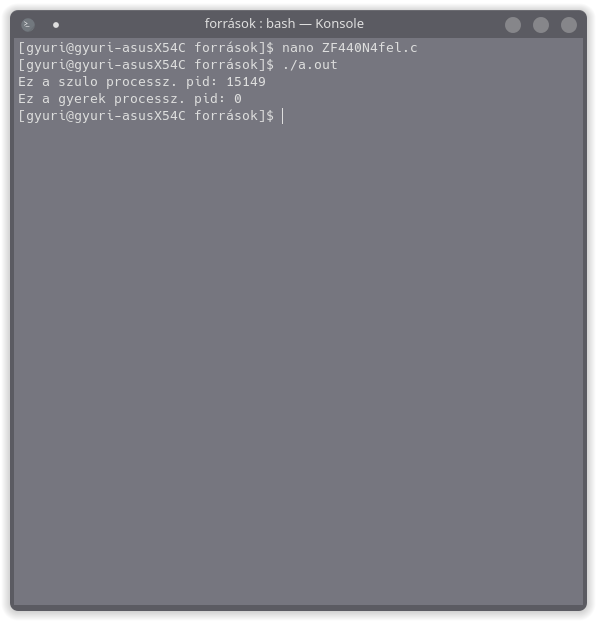 források : bash — Konsole
[gyuri@gyuri-asusX54C források]$ nano ZF440N4fel.c
[gyuri@gyuri-asusX54C források]$ ./a.out
Ez a szulo processz. pid: 15149
Ez a gyerek processz. pid: 0
[gyuri@gyuri-asusX54C források]$